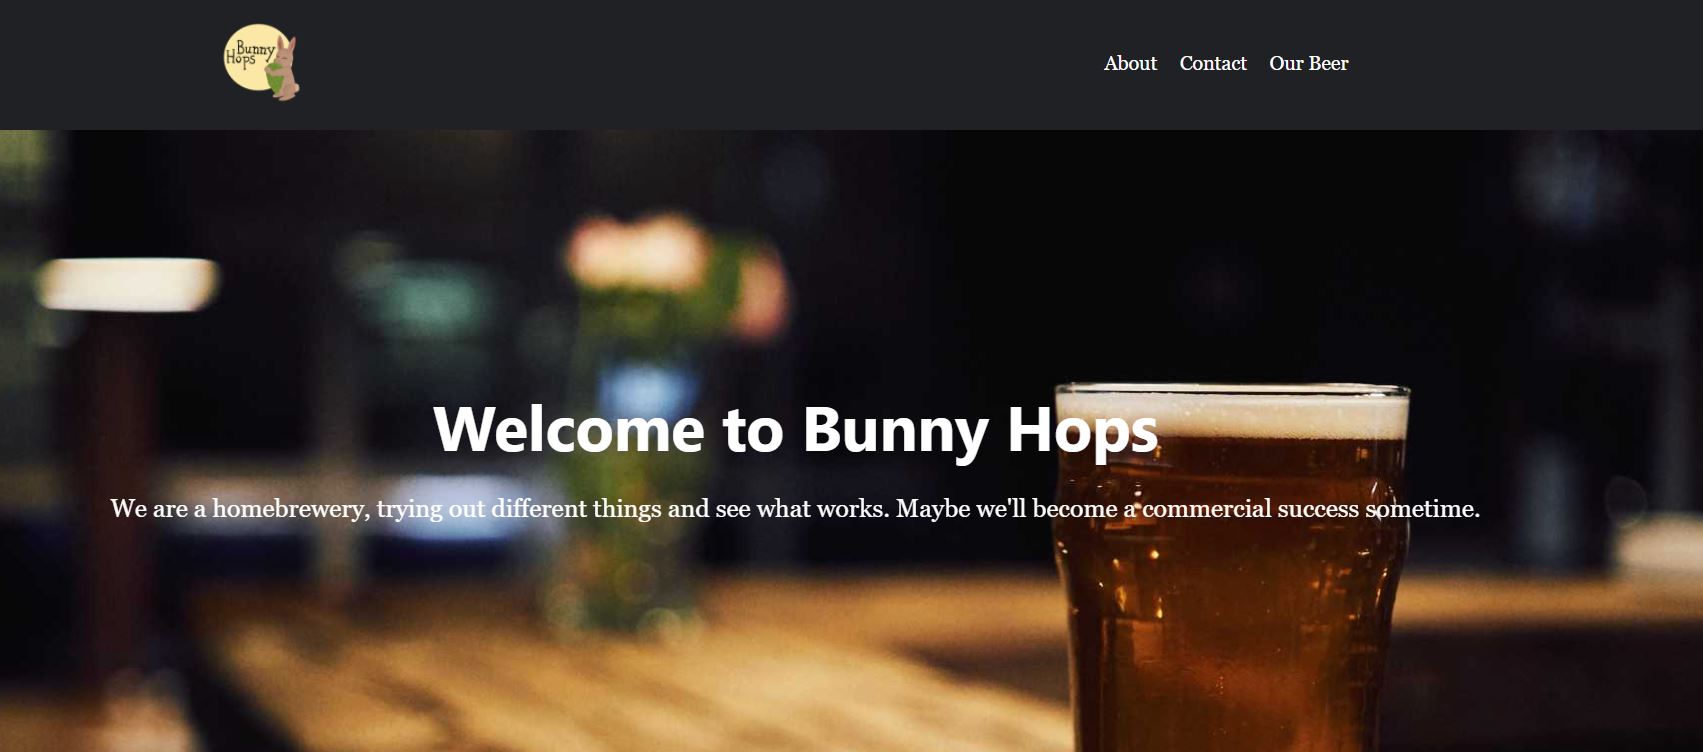 Bunny
Hops
About Contact Our Beer
Welcome to Bunny Hops
We are a homebrewery, trying out different things and see what works. Maybe we'll become a commercial success sometime.